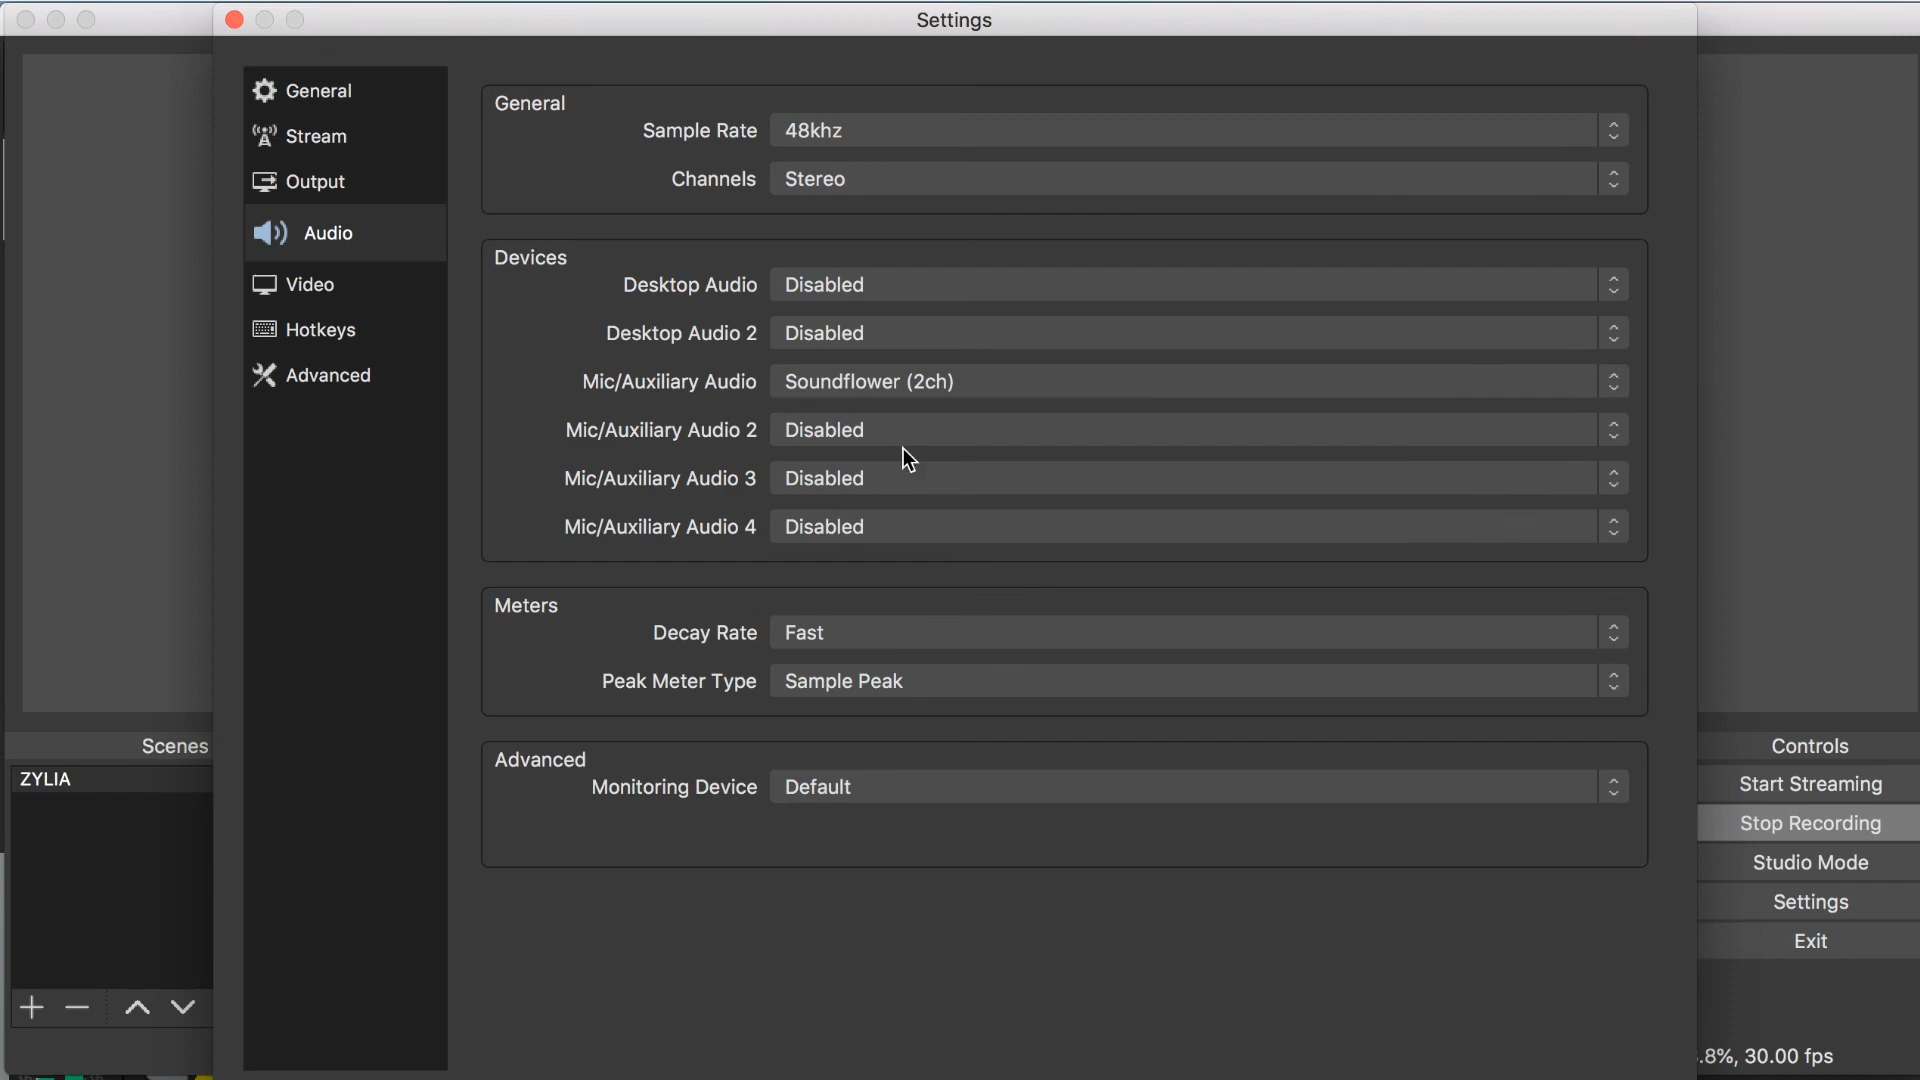 Settings
General
Stream
Output
Audio
Video
Hotkeys
Advanced
General
Sample Rate 48khz
Channels Stereo
Devices
Desktop Audio Disabled
Desktop Audio 2 Disabled
Mic/Auxiliary Audio Soundflower (2ch)
Mic/Auxiliary Audio 2 Disabled
Mic/Auxiliary Audio 3 Disabled
Mic/Auxiliary Audio 4 Disabled
Meters
Decay Rate Fast
Peak Meter Type Sample Peak
Advanced
Monitoring Device Default
Scenes
ZYLIA
Controls
Start Streaming
Stop Recording
Studio Mode
Settings
Exit
.8%, 30.00 fps